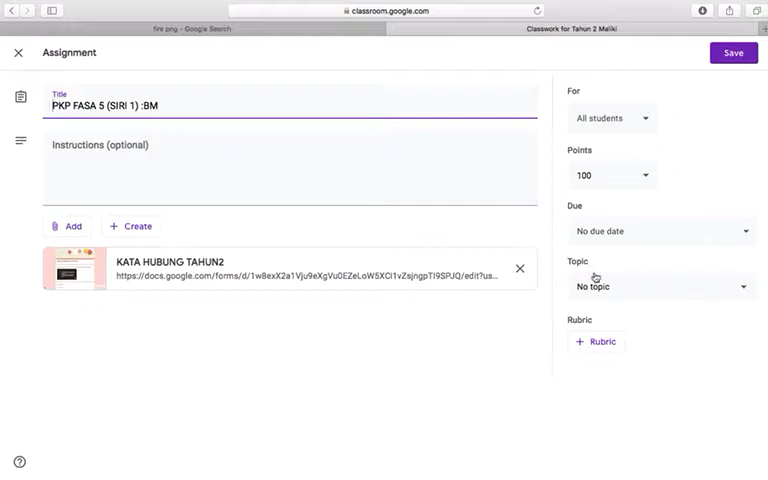 classroom.google.com
fire png - Google Search
Classwork for Tahun 2 Maliki
Assignment
Save
Title
PKP FASA 5 (SIRI 1) :BM
For
All students
Instructions (optional)
Points
100
Due
No due date
Add
Create
Topic
No topic
KATA HUBUNG TAHUN2
https://docs.google.com/forms/d/1w8exX2a1Vju9eXgVu0EZeLoW5XCi1vZsjngpTI9SPJQ/edit?us...
Rubric
Rubric